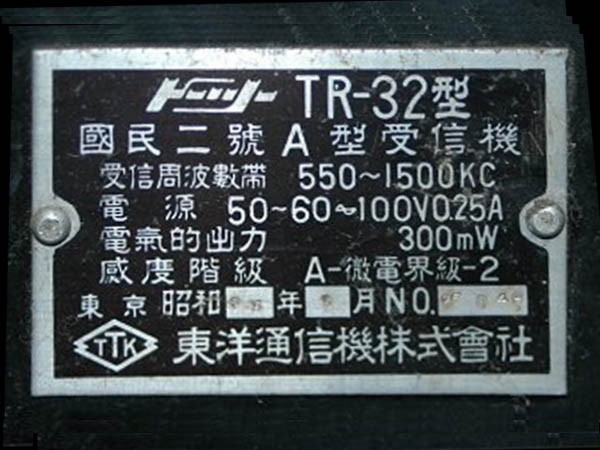 トーヨー TR-32型
國民二號A型受信機
受信周波數帶 550~1500KC
電源 50~60~100V0.25A
電氣的出力 300mW
感度階級 A-微電界級-2
東京 昭和 年 月 NO.
TTK 東洋通信機株式會社